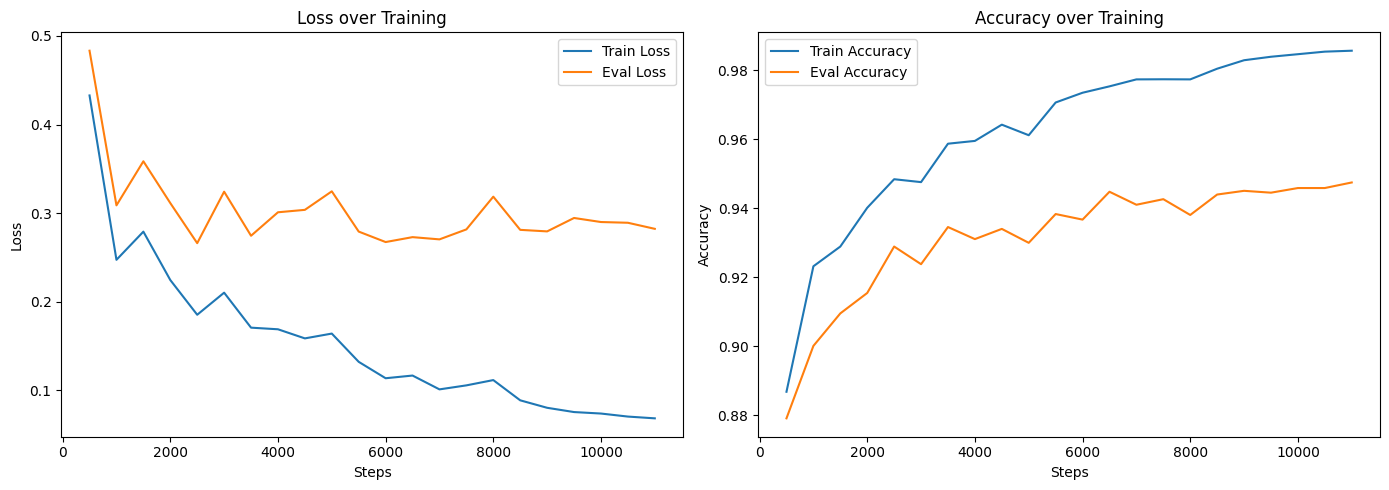 Loss over Training
0.5
0.4
0.3
0.2
0.1
Loss
Train Loss
Eval Loss
0 2000 4000 6000 8000 10000
Steps
Accuracy over Training
0.98
0.96
0.94
0.92
0.90
0.88
Accuracy
Train Accuracy
Eval Accuracy
0 2000 4000 6000 8000 10000
Steps